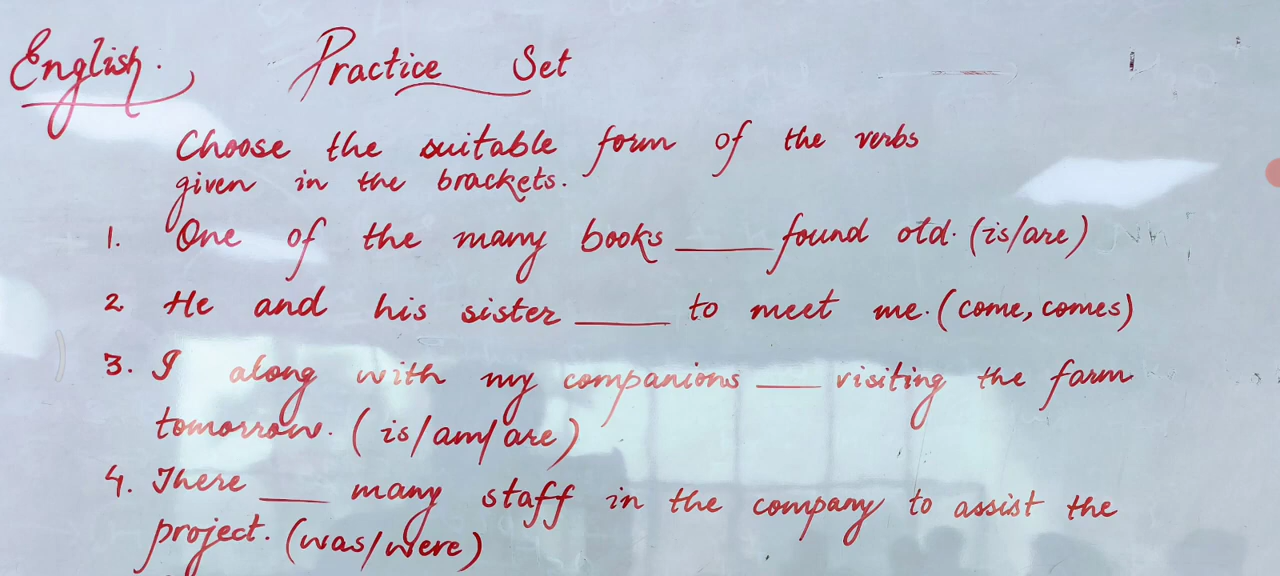 English. Practice Set
Choose the suitable form of the verbs
given in the brackets.
1. One of the many books ____ found old. (is/are)
2. He and his sister ____ to meet me. (come, comes)
3. I along with my companions ____ visiting the farm
tomorrow. (is/am/are)
4. There ____ many staff in the company to assist the
project. (was/were)